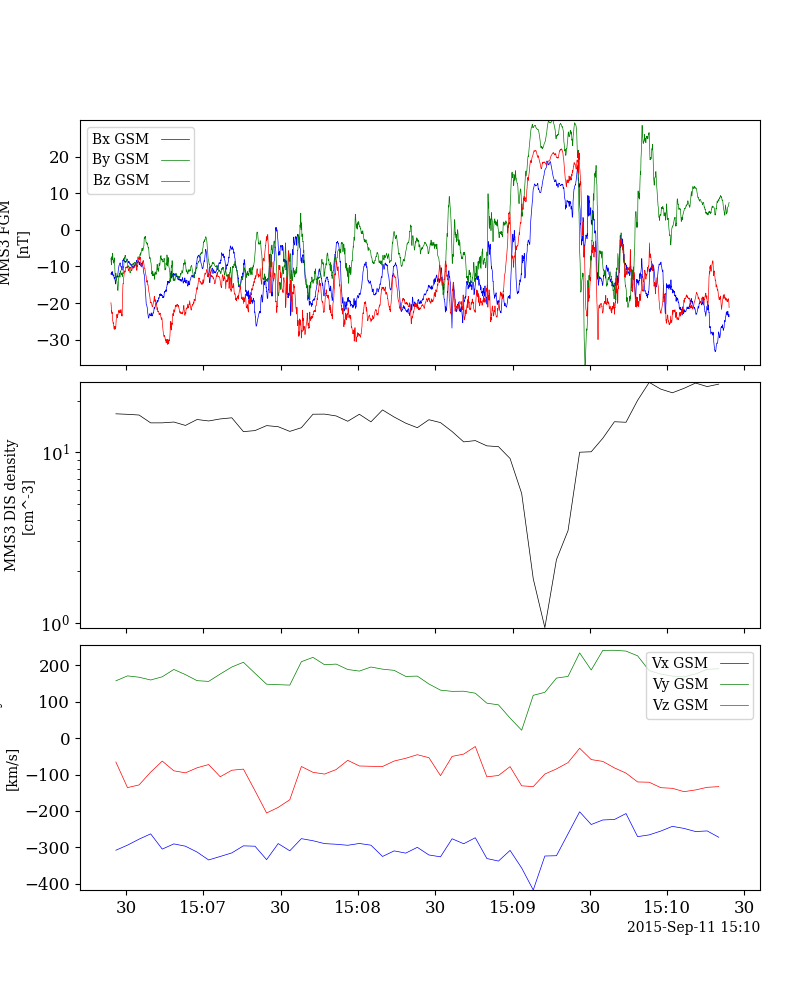 Bx GSM
By GSM
Bz GSM
20
10
0
−10
−20
−30
MMS3 FGM
[nT]
10^1
10^0
MMS3 DIS density
[cm^-3]
Vx GSM
Vy GSM
Vz GSM
200
100
0
−100
−200
−300
−400
[km/s]
30 15:07 30 15:08 30 15:09 30 15:10 30
2015-Sep-11 15:10